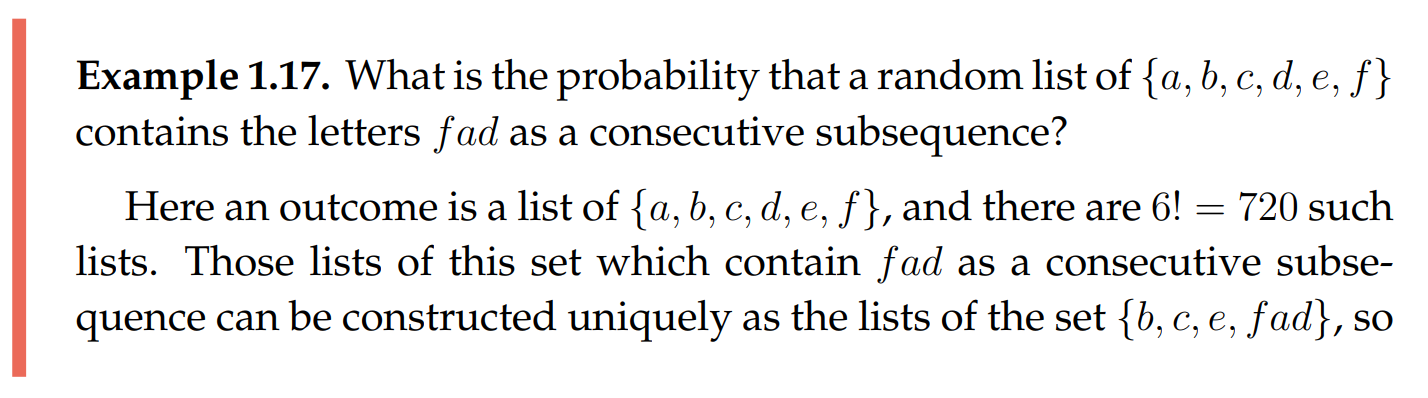 Example 1.17. What is the probability that a random list of {a, b, c, d, e, f}
contains the letters fad as a consecutive subsequence?
Here an outcome is a list of {a, b, c, d, e, f}, and there are 6! = 720 such
lists. Those lists of this set which contain fad as a consecutive subse-
quence can be constructed uniquely as the lists of the set {b, c, e, fad}, so